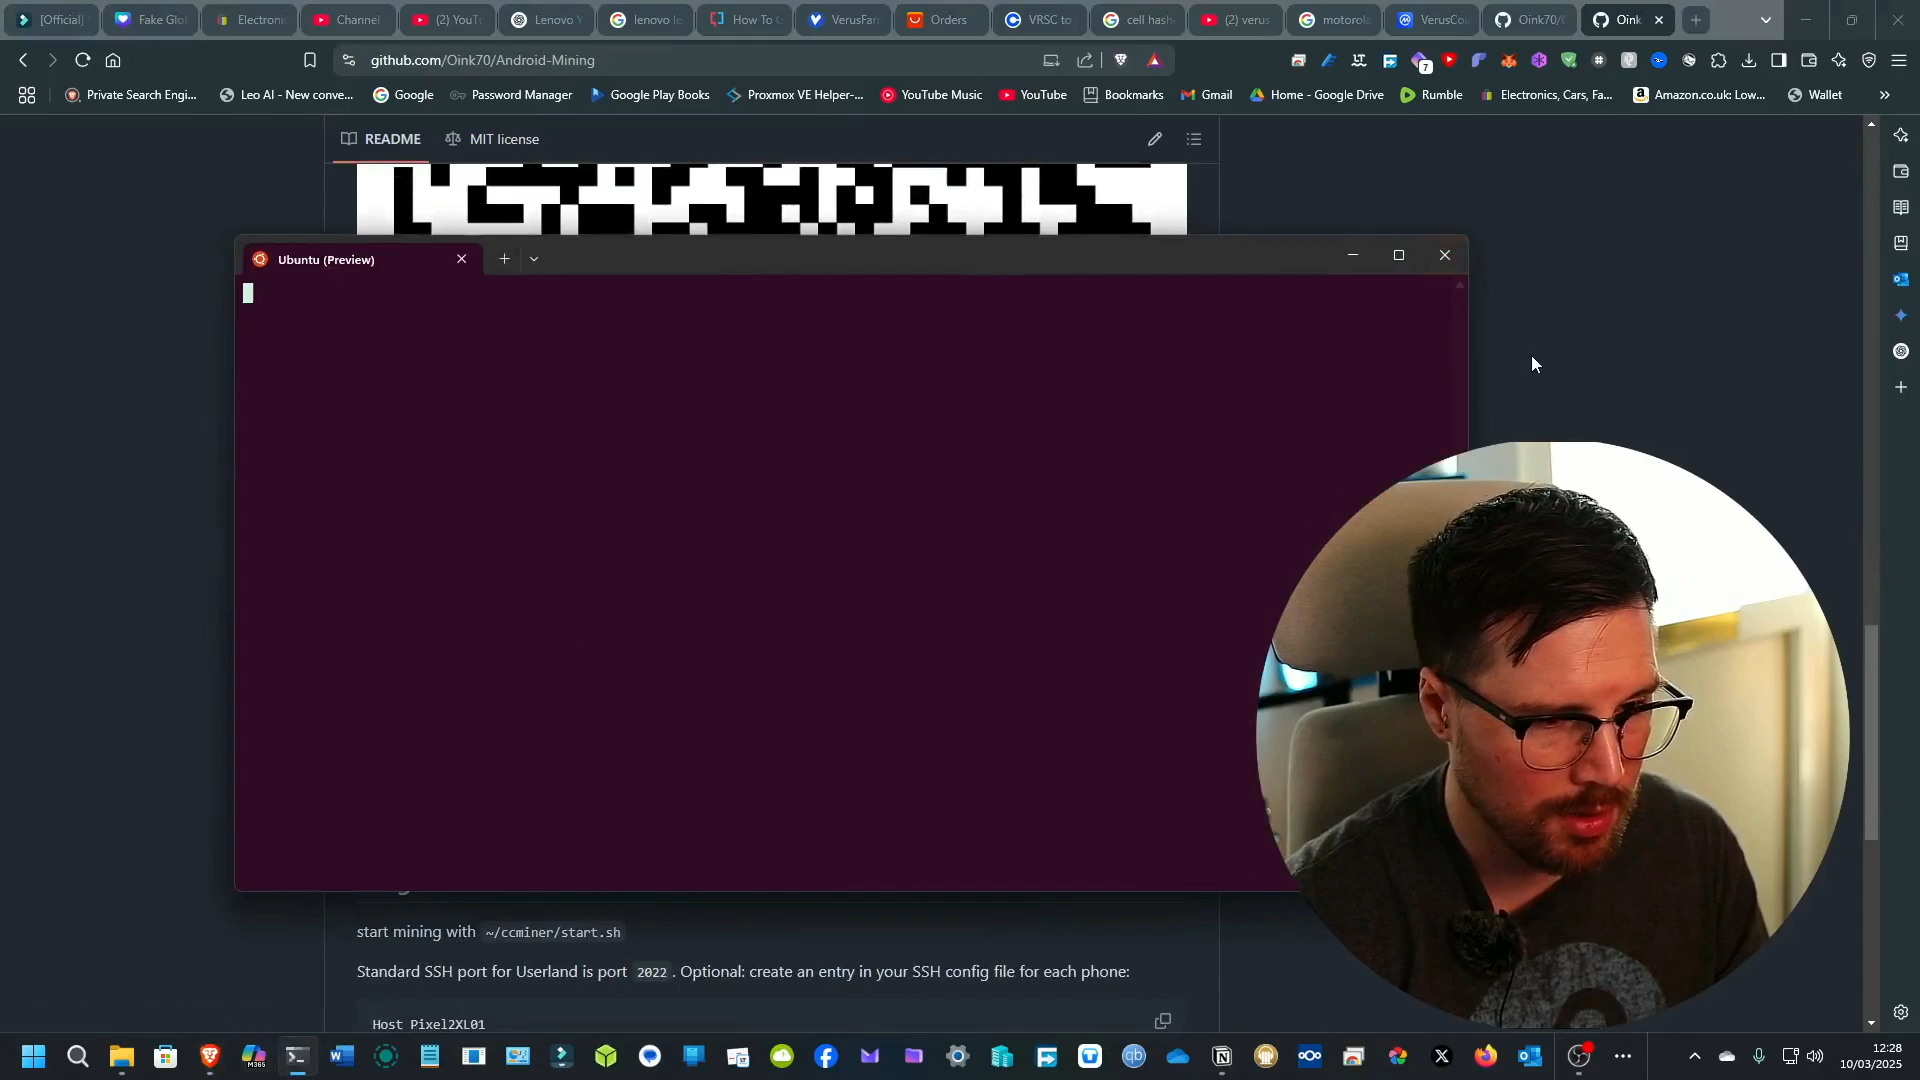 [Official]
Fake Glo
Electronic
Channel
(2) YouTu
Lenovo Y
lenovo le
How To G
VerusFar
Orders
VRSC to
cell hash
(2) verus
motorola
VerusCo
Oink70/
Oink
github.com/Oink70/Android-Mining
7
Private Search Engi...
Leo AI - New conve...
Google
Password Manager
Google Play Books
Proxmox VE Helper-...
YouTube Music
YouTube
Bookmarks
Gmail
Home - Google Drive
Rumble
Electronics, Cars, Fa...
Amazon.co.uk: Low...
Wallet
README
MIT license
Ubuntu (Preview)
start mining with ~/ccminer/start.sh
Standard SSH port for Userland is port 2022 . Optional: create an entry in your SSH config file for each phone:
Host Pixel2XL01
12:28
10/03/2025